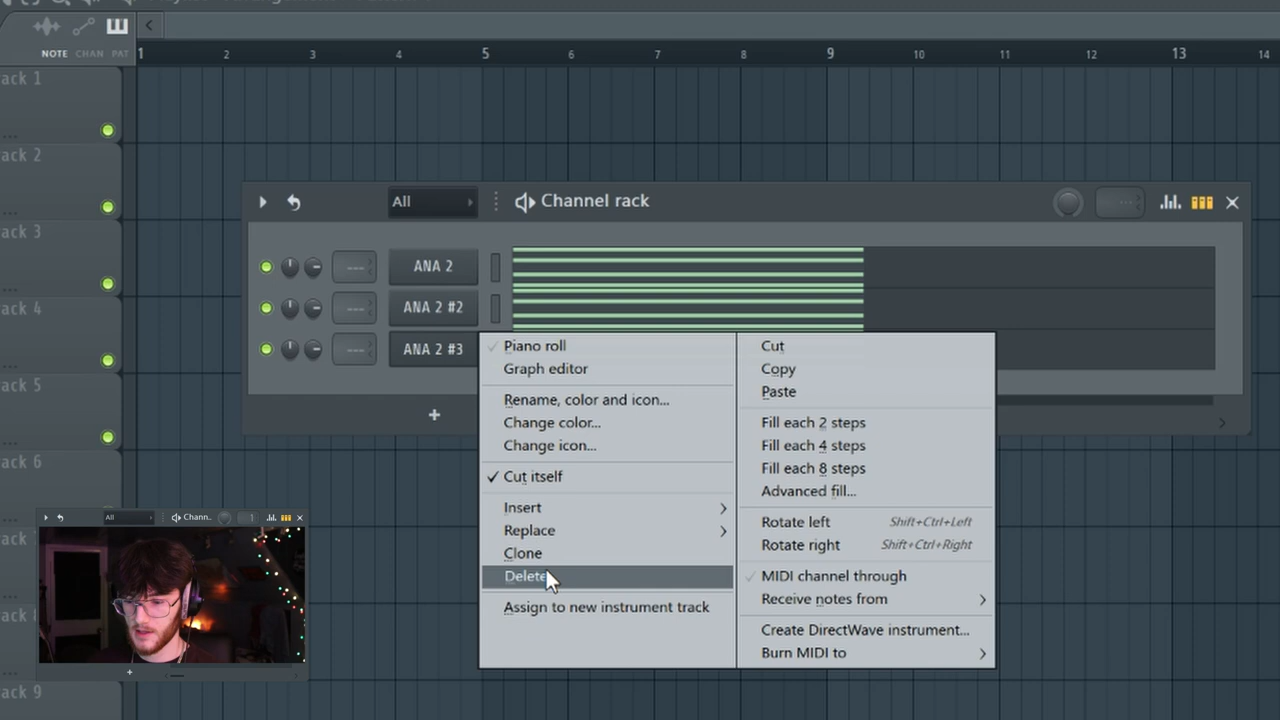 NOTE CHAN PAT
1 2 3 4 5 6 7 8 9 10 11 12 13 14
ack 1
...
ack 2
...
ack 3
...
ack 4
...
ack 5
...
ack 6
ack 9
All
Channel rack
ANA 2
ANA 2 #2
ANA 2 #3
+
Piano roll
Graph editor
Rename, color and icon...
Change color...
Change icon...
Cut itself
Insert
Replace
Clone
Delete
Assign to new instrument track
Cut
Copy
Paste
Fill each 2 steps
Fill each 4 steps
Fill each 8 steps
Advanced fill...
Rotate left Shift+Ctrl+Left
Rotate right Shift+Ctrl+Right
MIDI channel through
Receive notes from
Create DirectWave instrument...
Burn MIDI to
All
Chann..
1
+